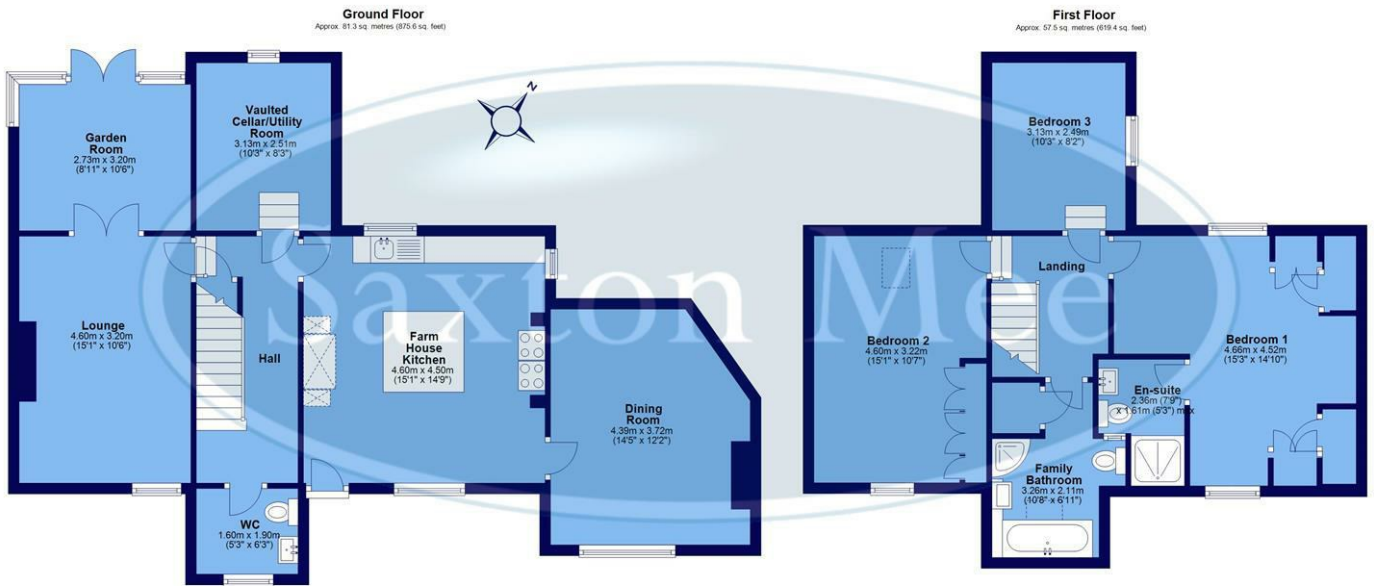 Ground Floor
Approx. 81.3 sq. metres (875.6 sq. feet)
First Floor
Approx. 57.5 sq. metres (619.4 sq. feet)
N
Garden
Room
2.73m x 3.20m
(8'11" x 10'6")
Vaulted
Cellar/Utility
Room
3.13m x 2.51m
(10'3" x 8'3")
Bedroom 3
3.13m x 2.49m
(10'3" x 8'2")
Saxton Mee
Lounge
4.60m x 3.20m
(15'1" x 10'6")
Hall
Farm
House
Kitchen
4.60m x 4.50m
(15'1" x 14'9")
Dining
Room
4.39m x 3.72m
(14'5" x 12'2")
WC
1.60m x 1.90m
(5'3" x 6'3")
Landing
Bedroom 2
4.60m x 3.22m
(15'1" x 10'7")
Bedroom 1
4.66m x 4.52m
(15'3" x 14'10")
En-suite
2.36m (7'9")
x 1.61m (5'3") max
Family
Bathroom
3.26m x 2.11m
(10'8" x 6'11")